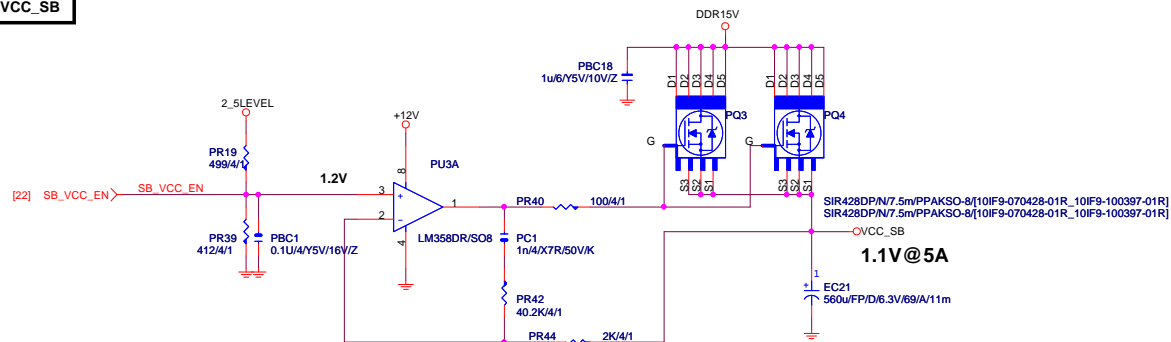 VCC_SB
DDR15V
PBC18
1u/6/Y5V/10V/Z
D1 D2 D3 D4 D5
D1 D2 D3 D4 D5
PQ3
PQ4
G
G
S3 S2 S1
S3 S2 S1
2_5LEVEL
+12V
PR19
499/4/1
PU3A
8
[22] SB_VCC_EN
SB_VCC_EN
1.2V
3
+
2
-
1
4
LM358DR/SO8
PR40
100/4/1
PR39
412/4/1
PBC1
0.1U/4/Y5V/16V/Z
PC1
1n/4/X7R/50V/K
SIR428DP/N/7.5m/PPAKSO-8/[10IF9-070428-01R_10IF9-100397-01R]
SIR428DP/N/7.5m/PPAKSO-8/[10IF9-070428-01R_10IF9-100397-01R]
VCC_SB
1.1V@5A
PR42
40.2K/4/1
1
+
EC21
560u/FP/D/6.3V/69/A/11m
PR44
2K/4/1